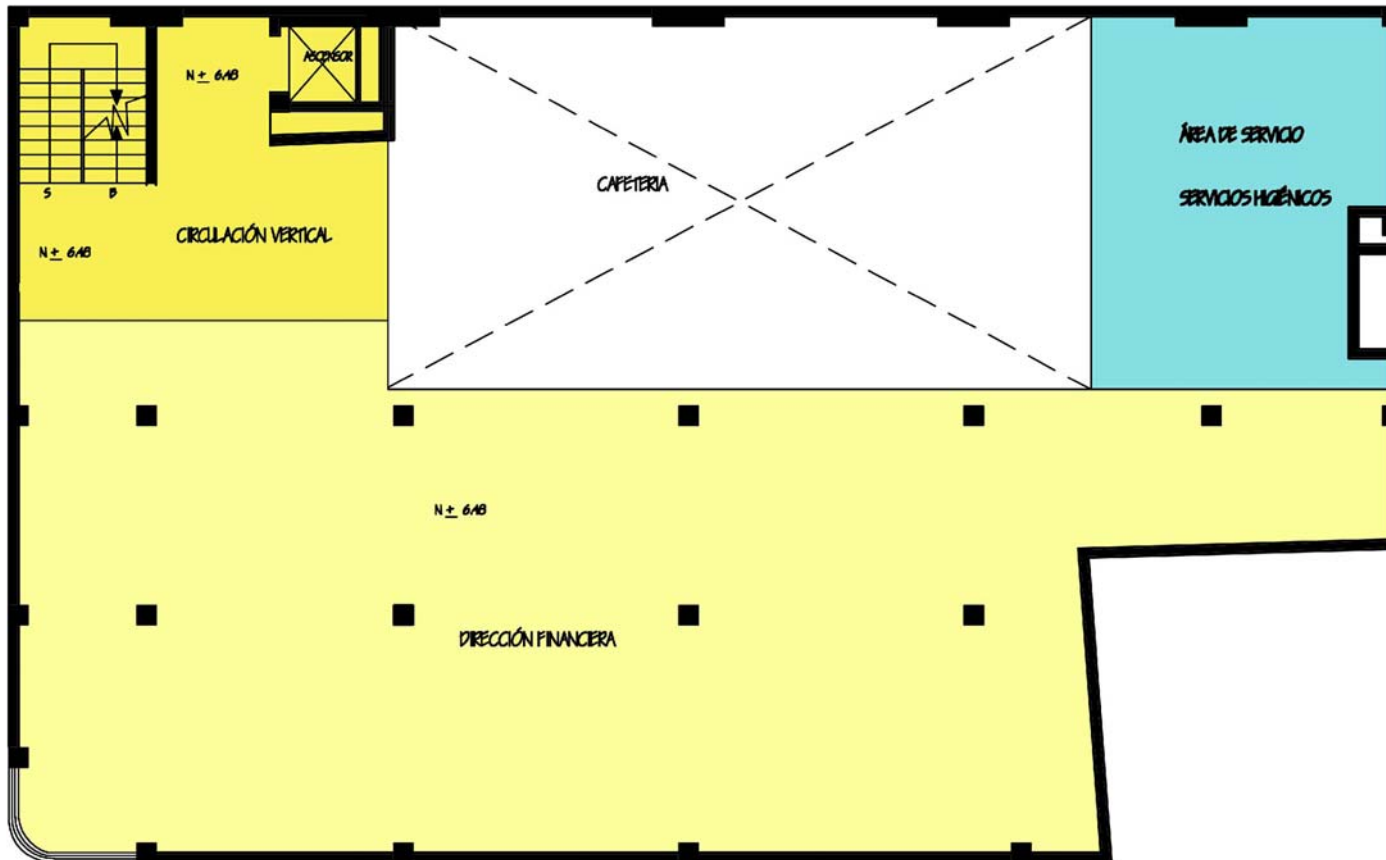 ASCENSOR
N ± 6.48
CAFETERIA
ÁREA DE SERVICIO
SERVICIOS HIGIÉNICOS
S B
CIRCULACIÓN VERTICAL
N ± 6.48
N ± 6.48
DIRECCIÓN FINANCIERA